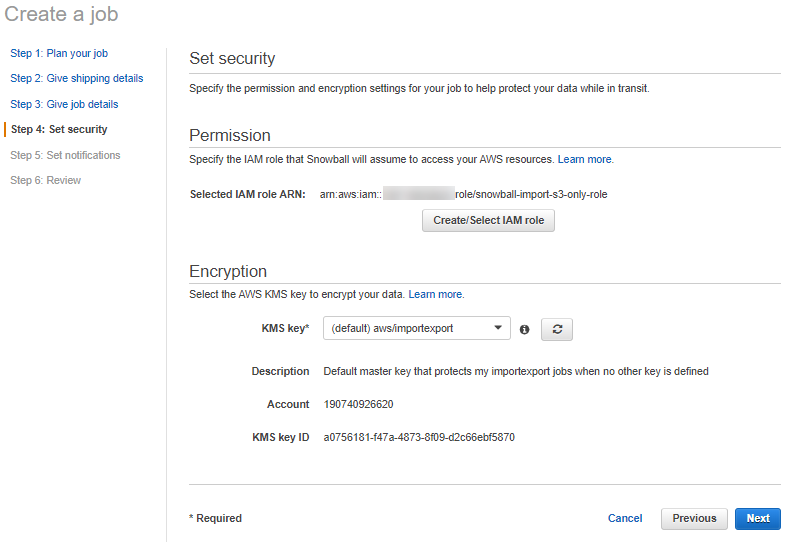 Create a job
Step 1: Plan your job
Step 2: Give shipping details
Step 3: Give job details
Step 4: Set security
Step 5: Set notifications
Step 6: Review
Set security
Specify the permission and encryption settings for your job to help protect your data while in transit.
Permission
Specify the IAM role that Snowball will assume to access your AWS resources. Learn more.
Selected IAM role ARN: arn:aws:iam:: role/snowball-import-s3-only-role
Create/Select IAM role
Encryption
Select the AWS KMS key to encrypt your data. Learn more.
KMS key* (default) aws/importexport
Description Default master key that protects my importexport jobs when no other key is defined
Account 190740926620
KMS key ID a0756181-f47a-4873-8f09-d2c66ebf5870
* Required Cancel Previous Next